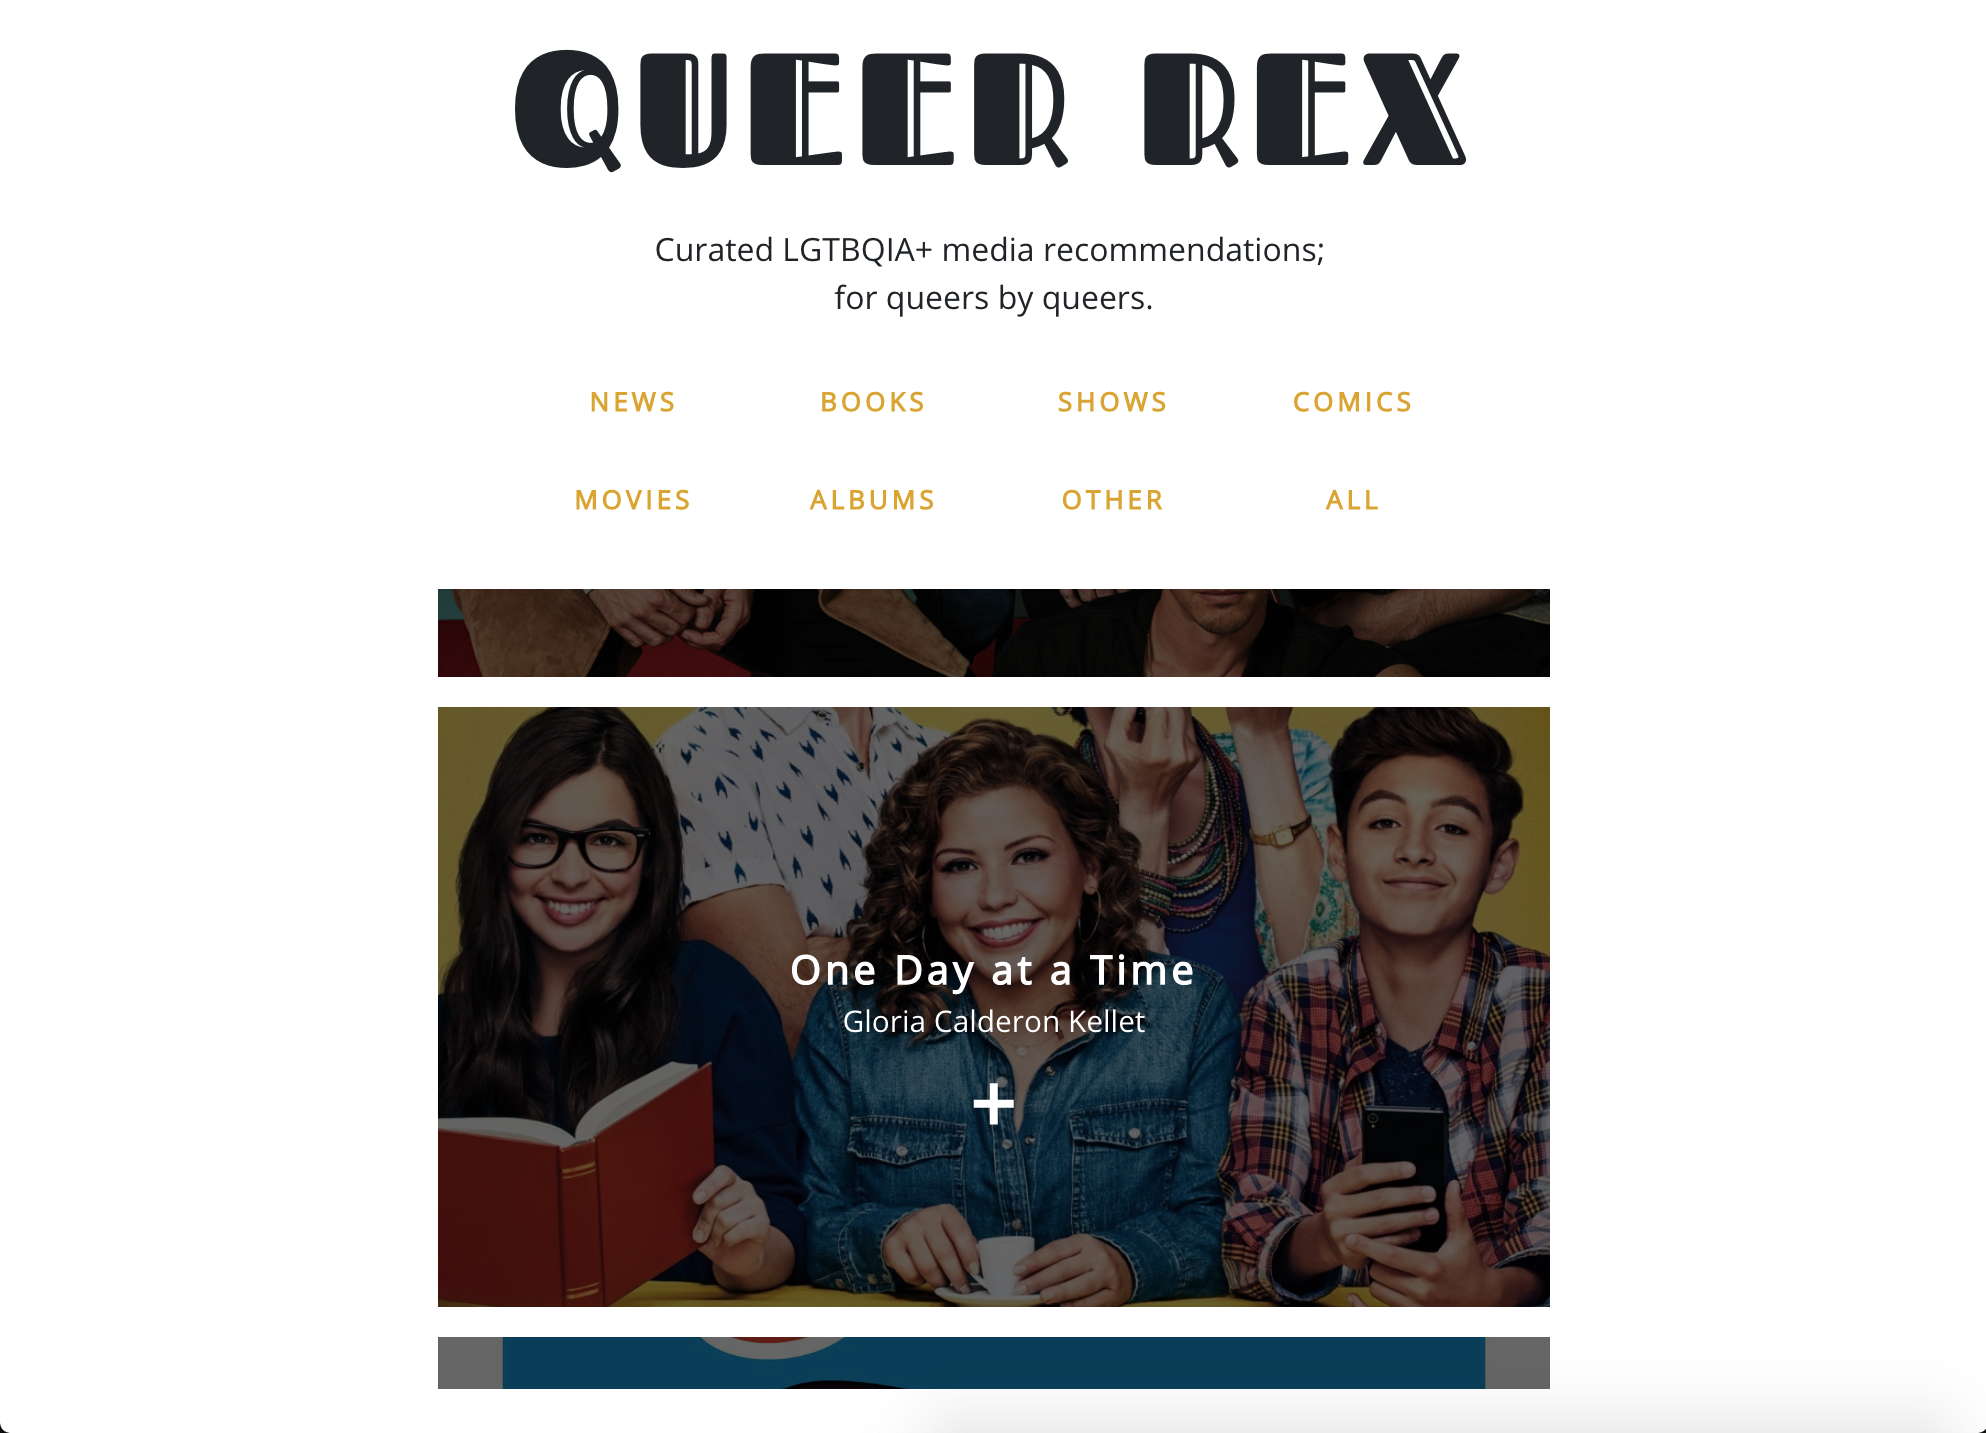 QUEER REX
Curated LGTBQIA+ media recommendations;
for queers by queers.
NEWS BOOKS SHOWS COMICS
MOVIES ALBUMS OTHER ALL
One Day at a Time
Gloria Calderon Kellet
+